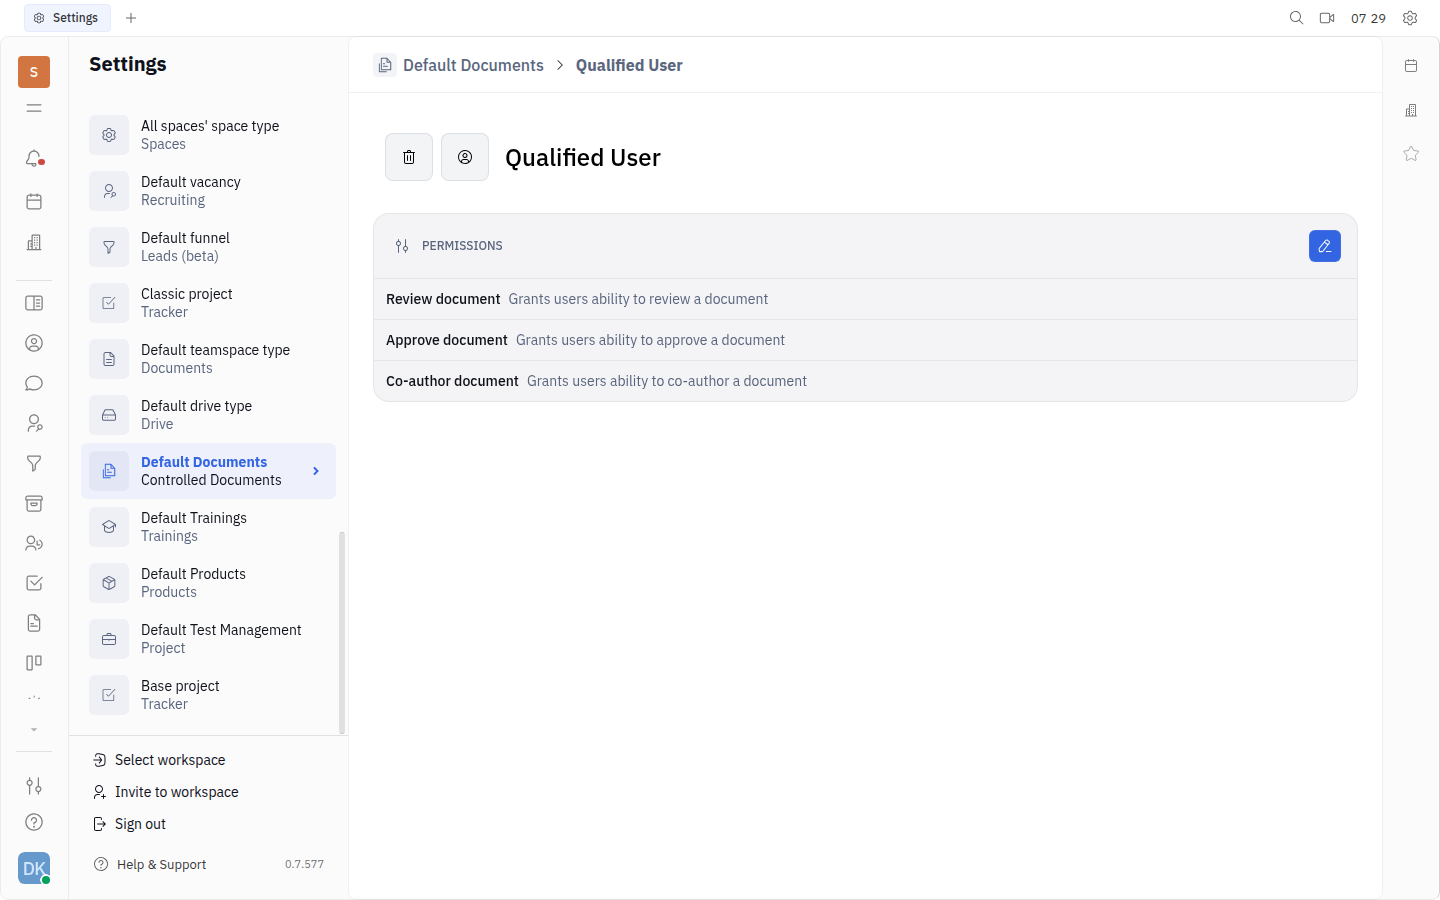 Settings
07 29
S
Settings
All spaces' space type
Spaces
Default vacancy
Recruiting
Default funnel
Leads (beta)
Classic project
Tracker
Default teamspace type
Documents
Default drive type
Drive
Default Documents
Controlled Documents
Default Trainings
Trainings
Default Products
Products
Default Test Management
Project
Base project
Tracker
Select workspace
Invite to workspace
Sign out
Help & Support 0.7.577
DK
Default Documents > Qualified User
Qualified User
PERMISSIONS
Review document Grants users ability to review a document
Approve document Grants users ability to approve a document
Co-author document Grants users ability to co-author a document